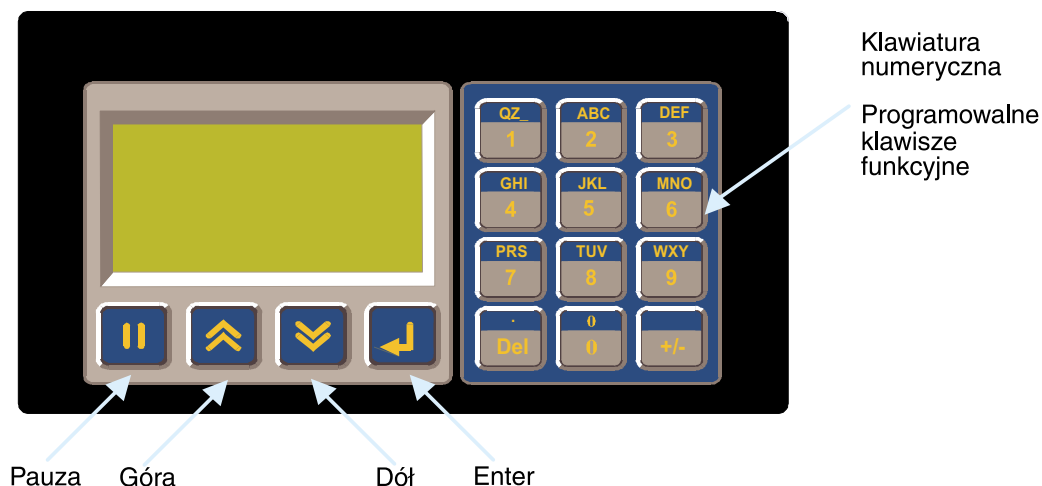 Klawiatura
numeryczna
Programowalne
klawisze
funkcyjne
QZ_ ABC DEF
1 2 3
GHI JKL MNO
4 5 6
PRS TUV WXY
7 8 9
. 0
Del 0 +/-
Pauza Góra Dół Enter